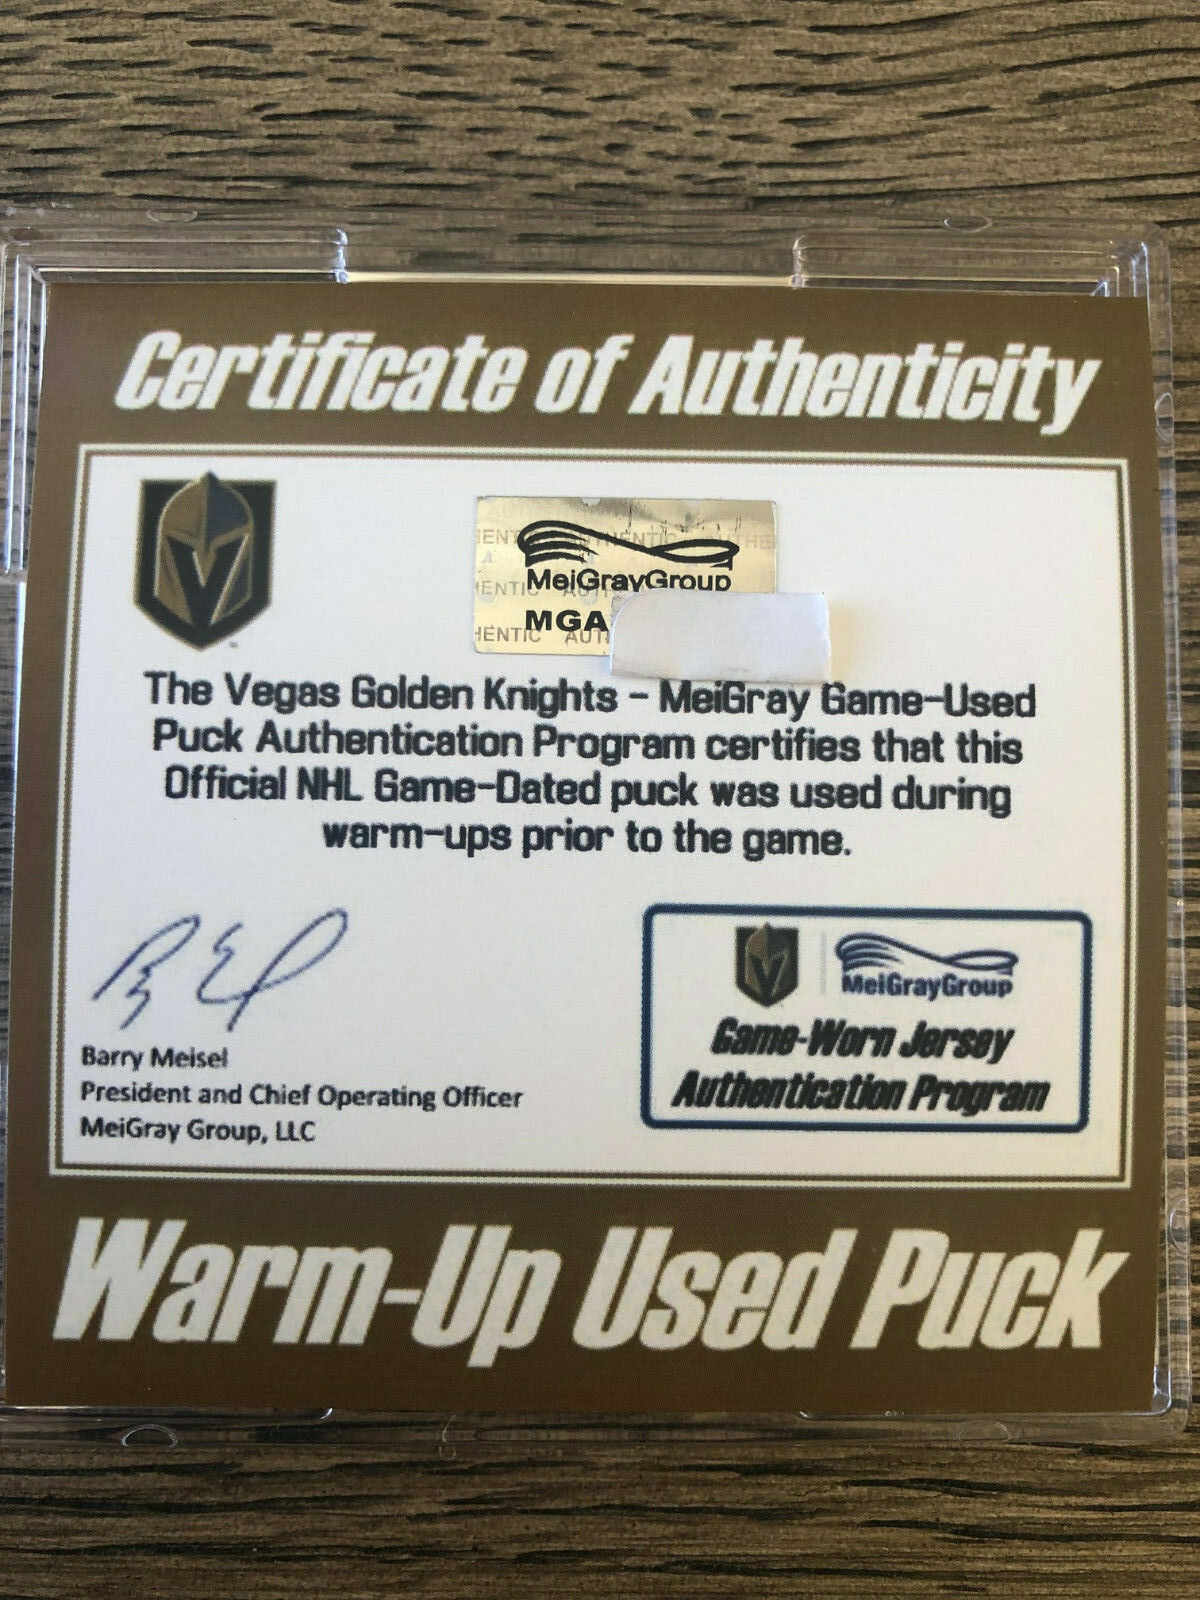 Certificate of Authenticity
MeiGrayGroup
MGA
The Vegas Golden Knights - MeiGray Game-Used
Puck Authentication Program certifies that this
Official NHL Game-Dated puck was used during
warm-ups prior to the game.
Barry Meisel
President and Chief Operating Officer
MeiGray Group, LLC
MeiGrayGroup
Game-Worn Jersey
Authentication Program
Warm-Up Used Puck